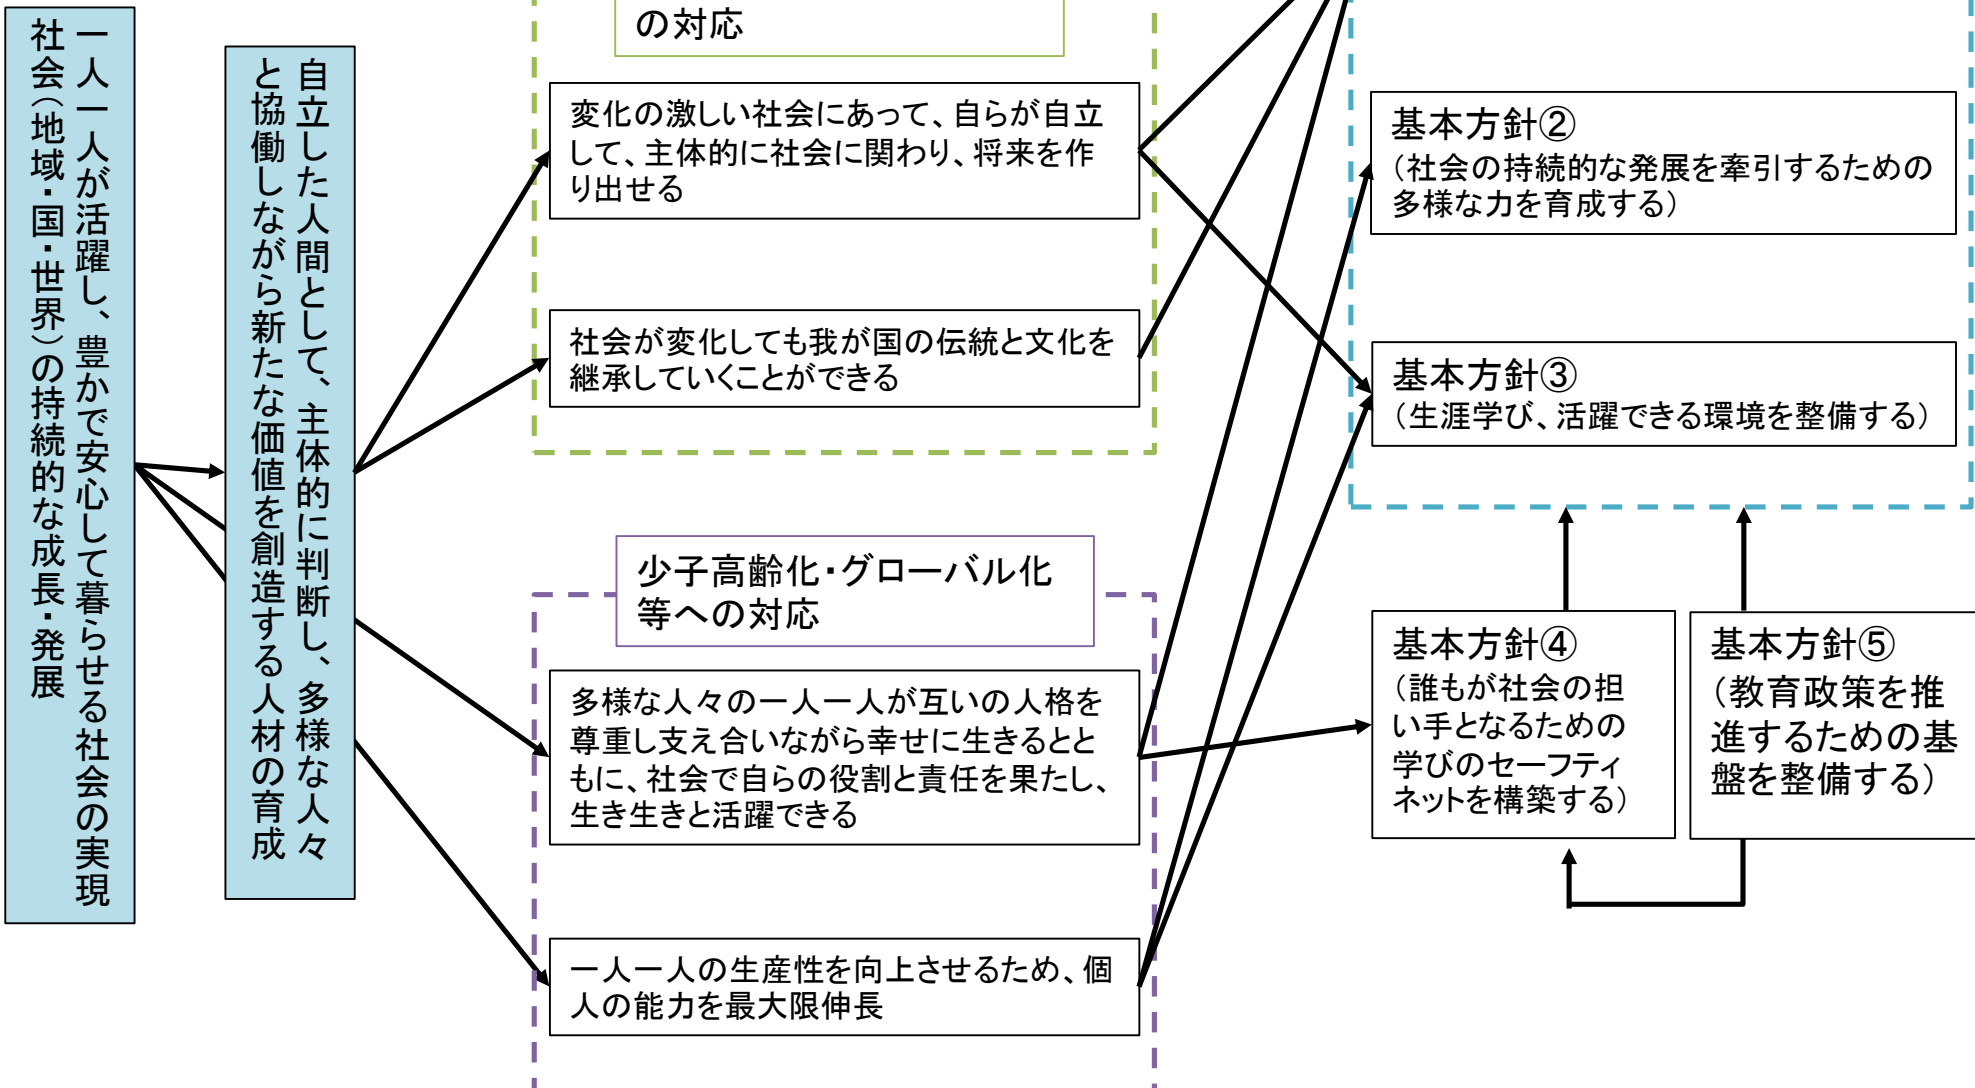 一人一人が活躍し、豊かで安心して暮らせる社会の実現
社会（地域・国・世界）の持続的な成長・発展
自立した人間として、主体的に判断し、多様な人々
と協働しながら新たな価値を創造する人材の育成
の対応
変化の激しい社会にあって、自らが自立
して、主体的に社会に関わり、将来を作
り出せる
社会が変化しても我が国の伝統と文化を
継承していくことができる
少子高齢化・グローバル化
等への対応
多様な人々の一人一人が互いの人格を
尊重し支え合いながら幸せに生きるとと
もに、社会で自らの役割と責任を果たし、
生き生きと活躍できる
一人一人の生産性を向上させるため、個
人の能力を最大限伸長
基本方針②
（社会の持続的な発展を牽引するための
多様な力を育成する）
基本方針③
（生涯学び、活躍できる環境を整備する）
基本方針④
（誰もが社会の担
い手となるための
学びのセーフティ
ネットを構築する）
基本方針⑤
（教育政策を推
進するための基
盤を整備する）